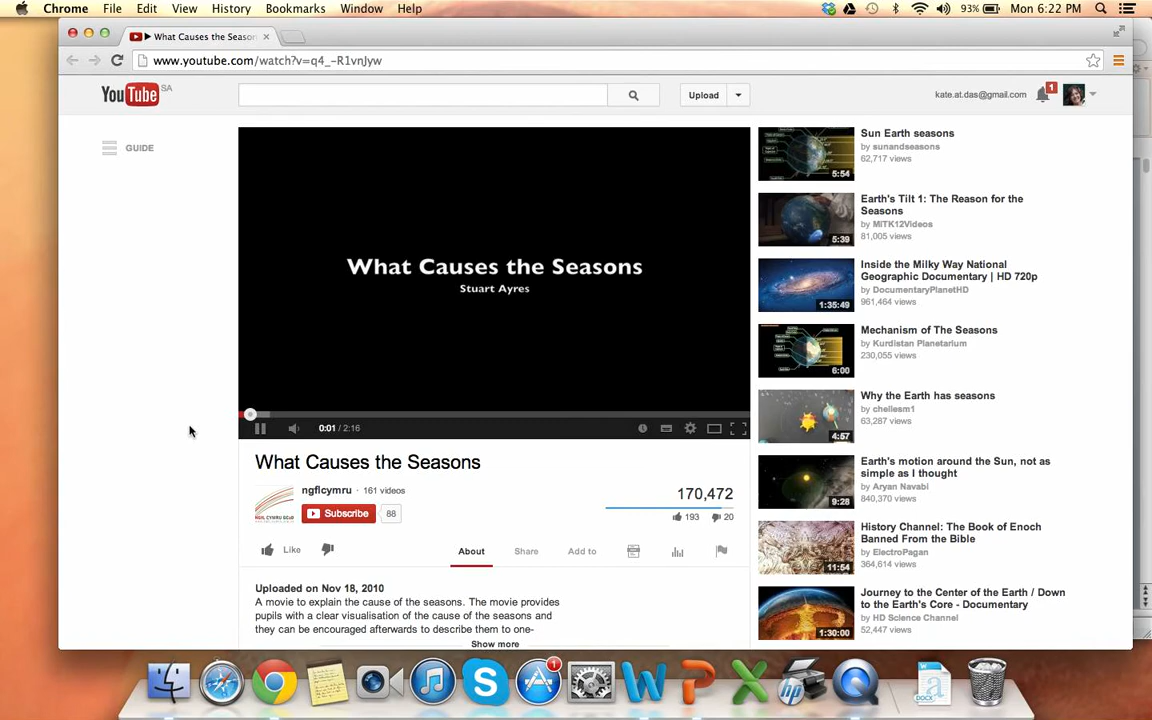 Chrome File Edit View History Bookmarks Window Help 93% Mon 6:22 PM
▶ What Causes the Season
www.youtube.com/watch?v=q4_-R1vnJyw
YouTube SA Upload kate.at.das@gmail.com 1
GUIDE
What Causes the Seasons
Stuart Ayres
0:01 / 2:16
What Causes the Seasons
ngflcymru · 161 videos
Subscribe 88
170,472
193 20
Like About Share Add to
Uploaded on Nov 18, 2010
A movie to explain the cause of the seasons. The movie provides
pupils with a clear visualisation of the cause of the seasons and
they can be encouraged afterwards to describe them to one-
Show more
Sun Earth seasons
by sunandseasons
62,717 views
5:54
Earth's Tilt 1: The Reason for the
Seasons
by MITK12Videos
81,005 views
5:39
Inside the Milky Way National
Geographic Documentary | HD 720p
by DocumentaryPlanetHD
961,464 views
1:35:49
Mechanism of The Seasons
by Kurdistan Planetarium
230,055 views
6:00
Why the Earth has seasons
by chellesm1
63,287 views
4:57
Earth's motion around the Sun, not as
simple as I thought
by Aryan Navabi
840,370 views
9:28
History Channel: The Book of Enoch
Banned From the Bible
by ElectroPagan
364,614 views
11:54
Journey to the Center of the Earth / Down
to the Earth's Core - Documentary
by HD Science Channel
52,447 views
1:30:00
1
DOCX